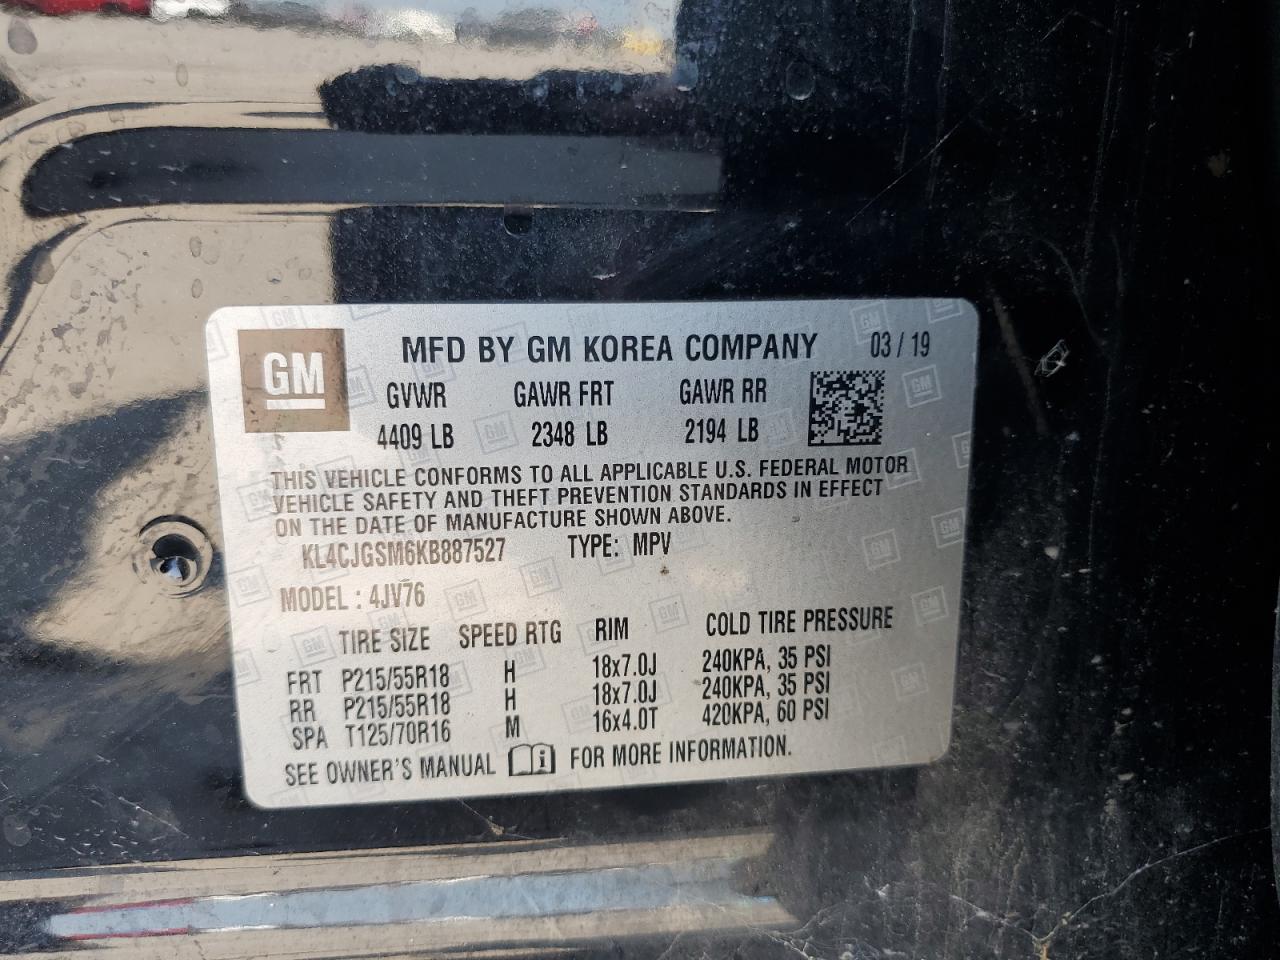 GM
MFD BY GM KOREA COMPANY 03 / 19
GVWR GAWR FRT GAWR RR
4409 LB 2348 LB 2194 LB
THIS VEHICLE CONFORMS TO ALL APPLICABLE U.S. FEDERAL MOTOR
VEHICLE SAFETY AND THEFT PREVENTION STANDARDS IN EFFECT
ON THE DATE OF MANUFACTURE SHOWN ABOVE.
KL4CJGSM6KB887527 TYPE: MPV
MODEL : 4JV76
TIRE SIZE SPEED RTG RIM COLD TIRE PRESSURE
FRT P215/55R18 H 18x7.0J 240KPA, 35 PSI
RR P215/55R18 H 18x7.0J 240KPA, 35 PSI
SPA T125/70R16 M 16x4.0T 420KPA, 60 PSI
SEE OWNER'S MANUAL i FOR MORE INFORMATION.